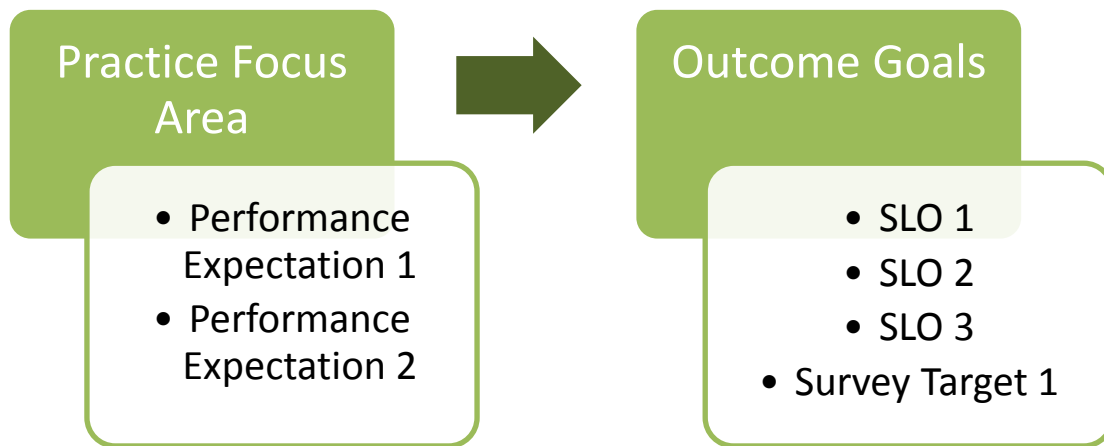 Practice Focus
Area
• Performance
Expectation 1
• Performance
Expectation 2
Outcome Goals
• SLO 1
• SLO 2
• SLO 3
• Survey Target 1